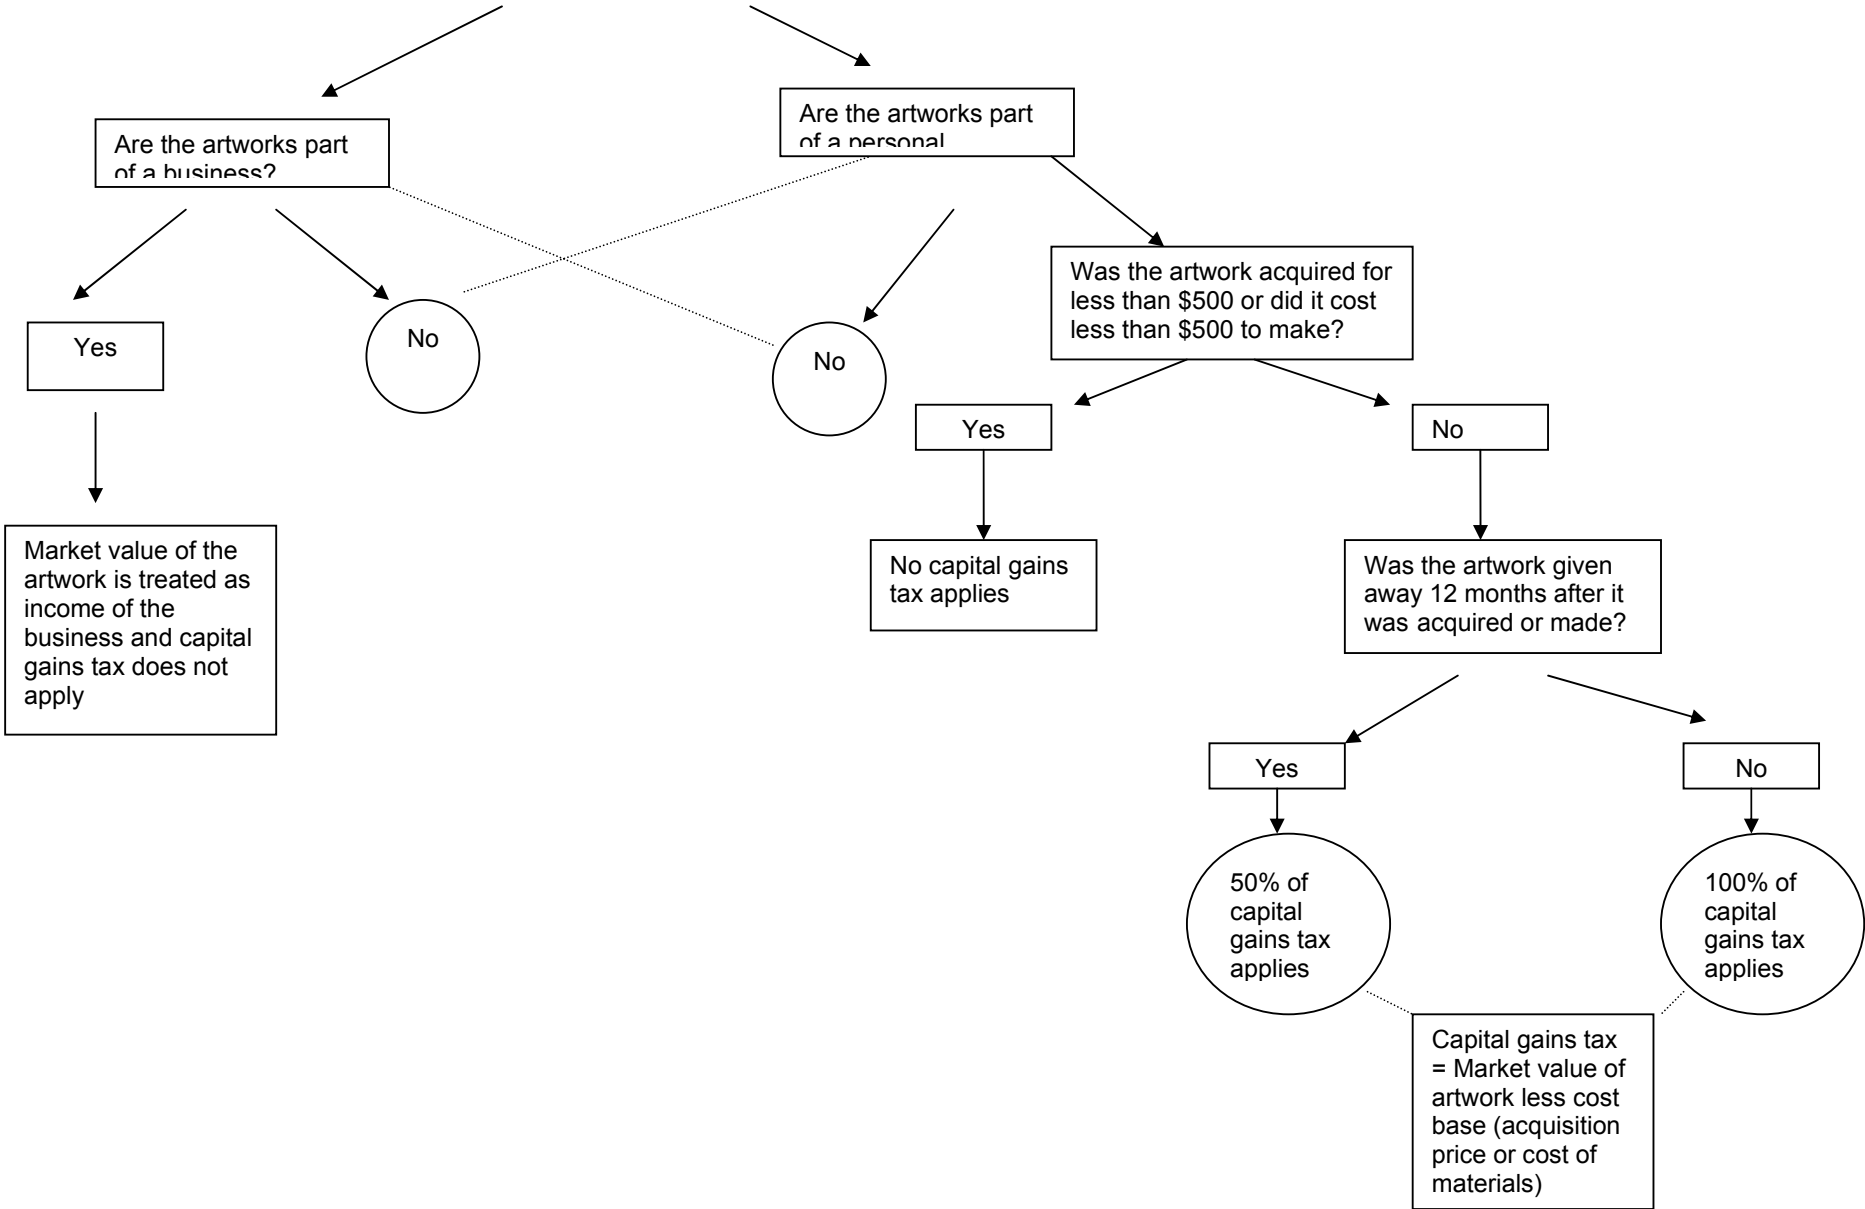 Are the artworks part
of a business?
Are the artworks part
of a personal
Was the artwork acquired for
less than $500 or did it cost
less than $500 to make?
Yes
No
No
Yes
No
Market value of the
artwork is treated as
income of the
business and capital
gains tax does not
apply
No capital gains
tax applies
Was the artwork given
away 12 months after it
was acquired or made?
Yes
No
50% of
capital
gains tax
applies
100% of
capital
gains tax
applies
Capital gains tax
= Market value of
artwork less cost
base (acquisition
price or cost of
materials)